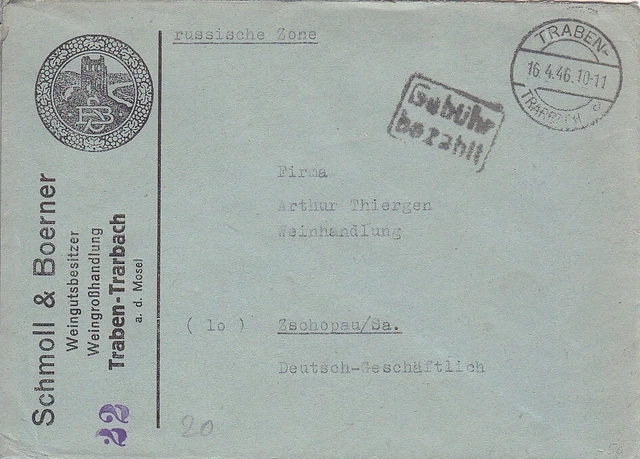 russische Zone
TRABEN-
16.4.46.10-11
TRARBACH a
Gebühr
bezahlt
Schmoll & Boerner
Weingutsbesitzer
Weingroßhandlung
Traben-Trarbach
a. d. Mosel
22
Firma
Arthur Thiergen
Weinhandlung
( lo ) Zschopau/Sa.
Deutsch-Geschäftlich
20